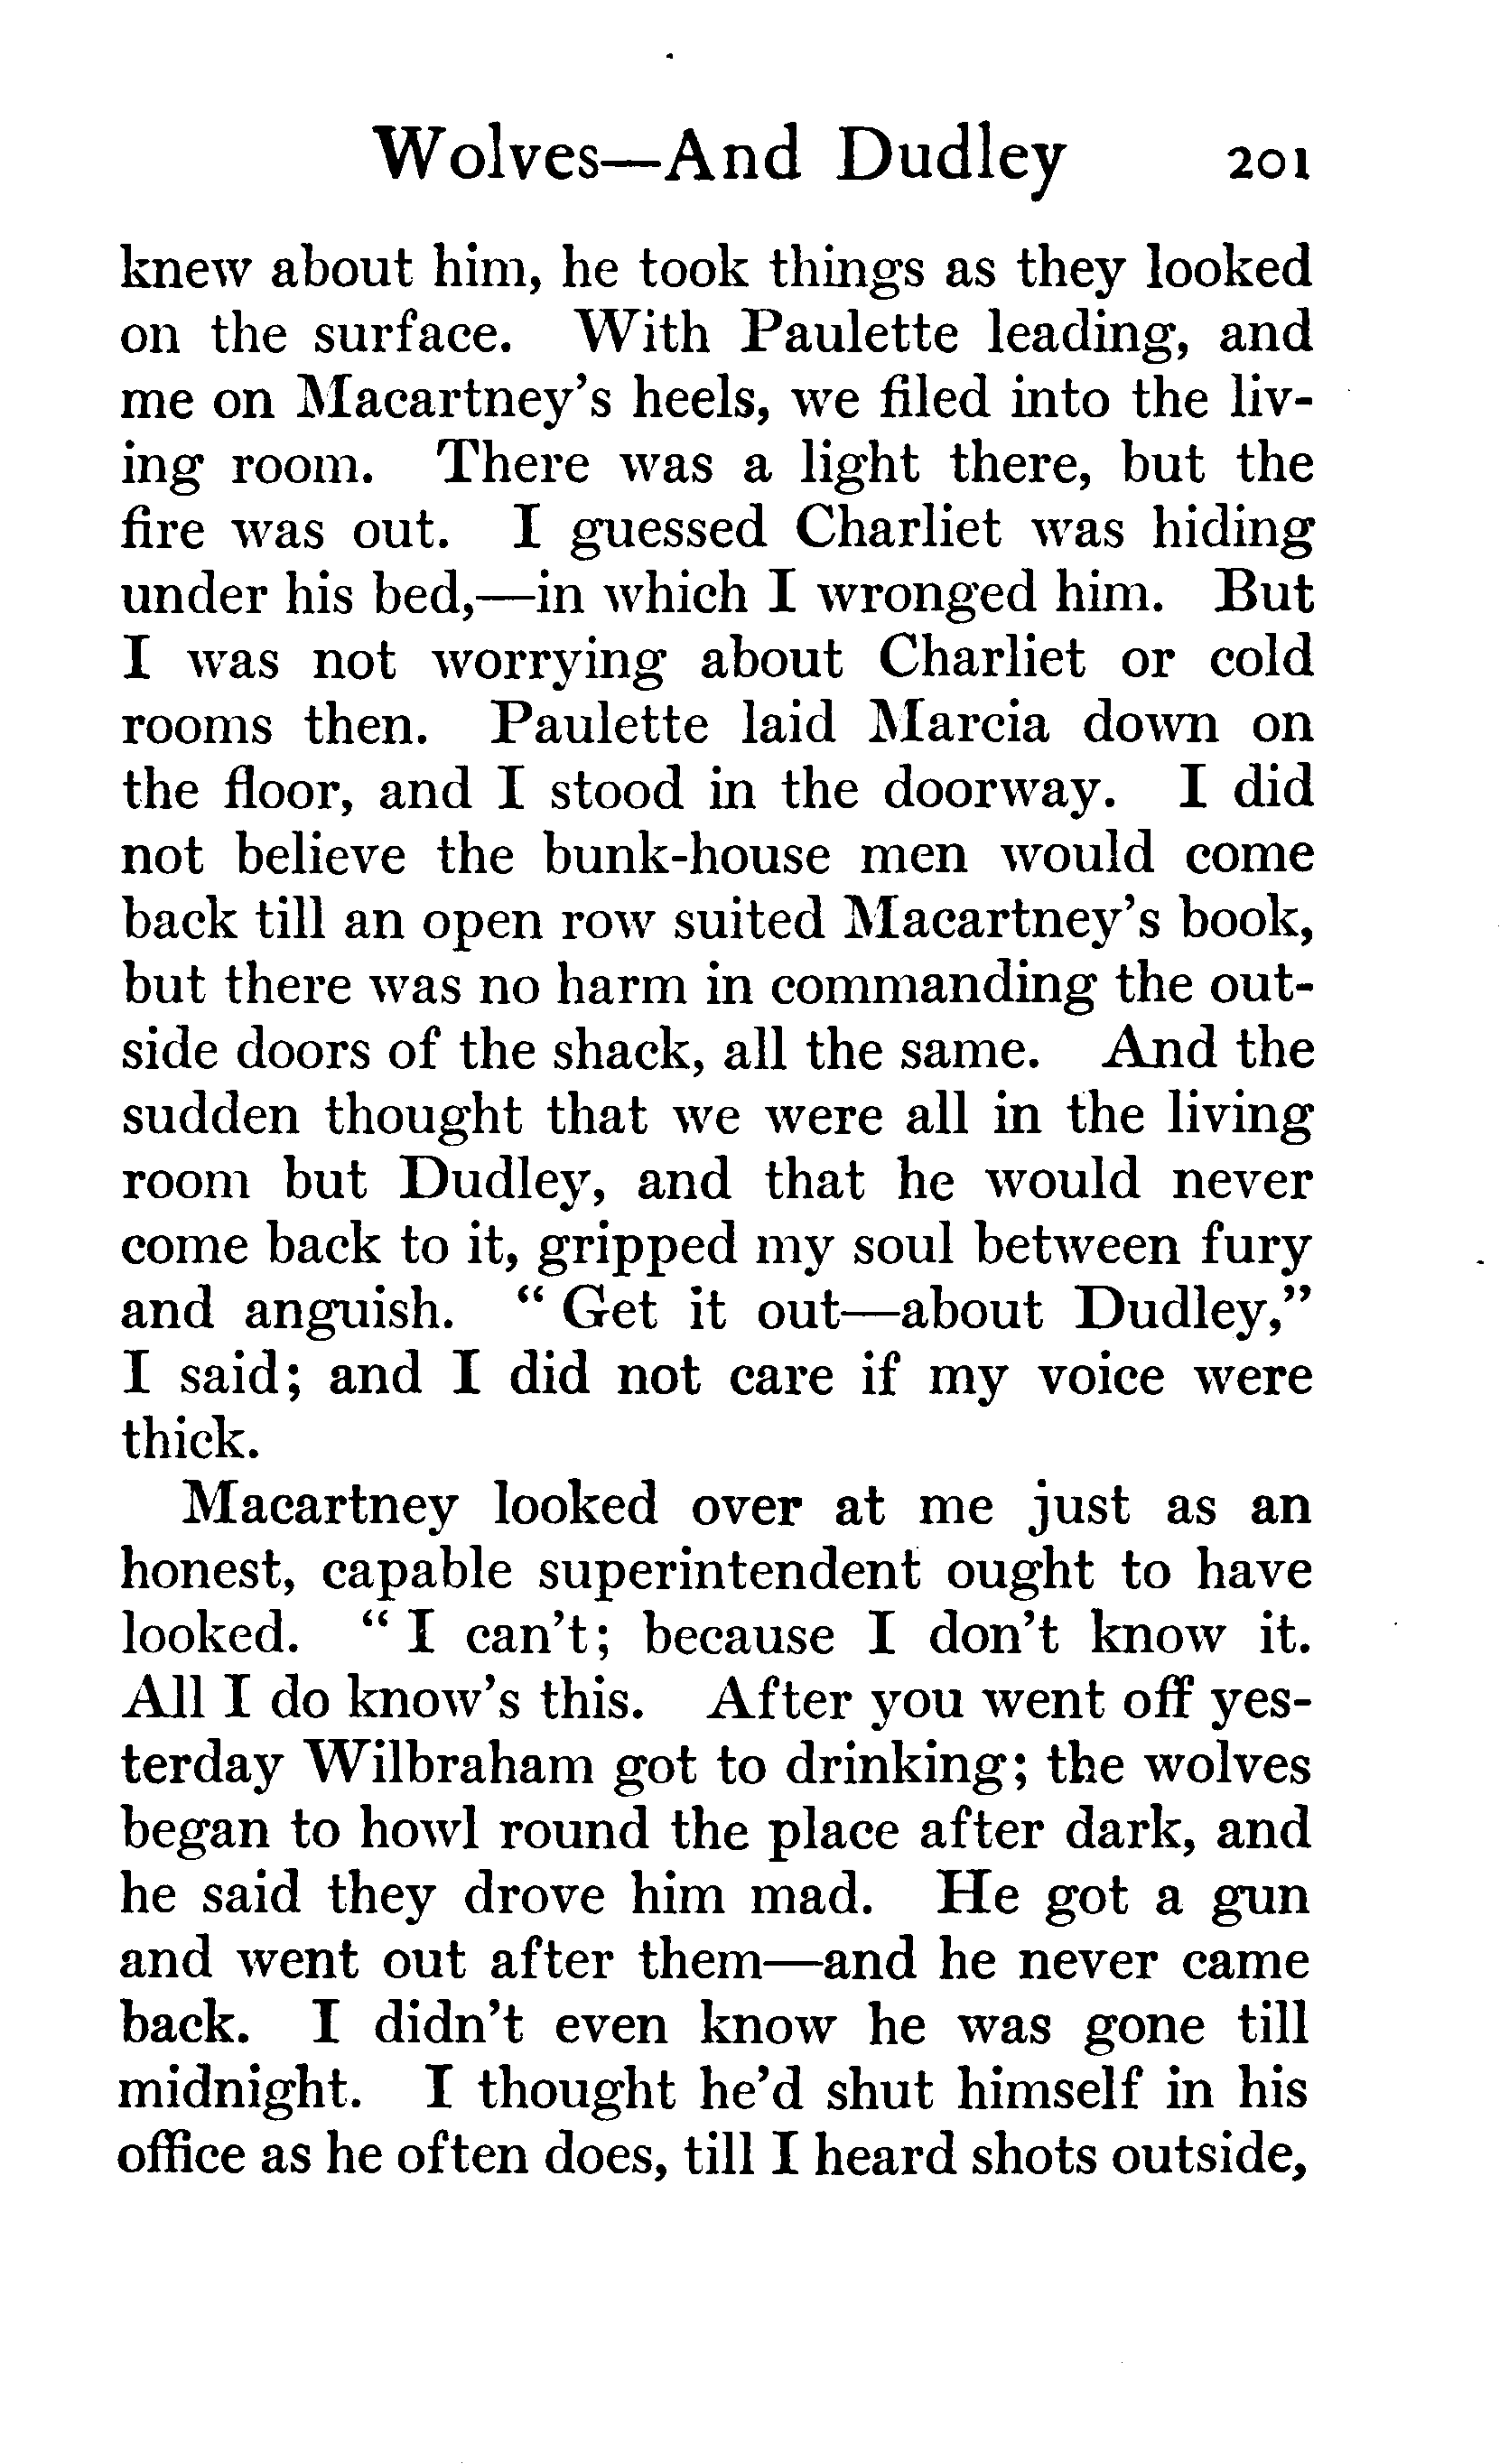 Wolves—And Dudley 201
knew about him, he took things as they looked
on the surface. With Paulette leading, and
me on Macartney's heels, we filed into the liv-
ing room. There was a light there, but the
fire was out. I guessed Charliet was hiding
under his bed,—in which I wronged him. But
I was not worrying about Charliet or cold
rooms then. Paulette laid Marcia down on
the floor, and I stood in the doorway. I did
not believe the bunk-house men would come
back till an open row suited Macartney's book,
but there was no harm in commanding the out-
side doors of the shack, all the same. And the
sudden thought that we were all in the living
room but Dudley, and that he would never
come back to it, gripped my soul between fury
and anguish. "Get it out—about Dudley,"
I said; and I did not care if my voice were
thick.
Macartney looked over at me just as an
honest, capable superintendent ought to have
looked. "I can't; because I don't know it.
All I do know's this. After you went off yes-
terday Wilbraham got to drinking; the wolves
began to howl round the place after dark, and
he said they drove him mad. He got a gun
and went out after them—and he never came
back. I didn't even know he was gone till
midnight. I thought he'd shut himself in his
office as he often does, till I heard shots outside,